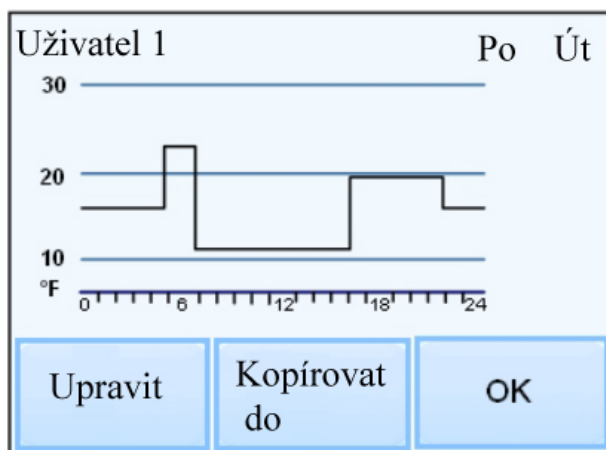 Uživatel 1 Po Út
30
20
10
°F
0 6 12 18 24
Upravit
Kopírovat
do
OK